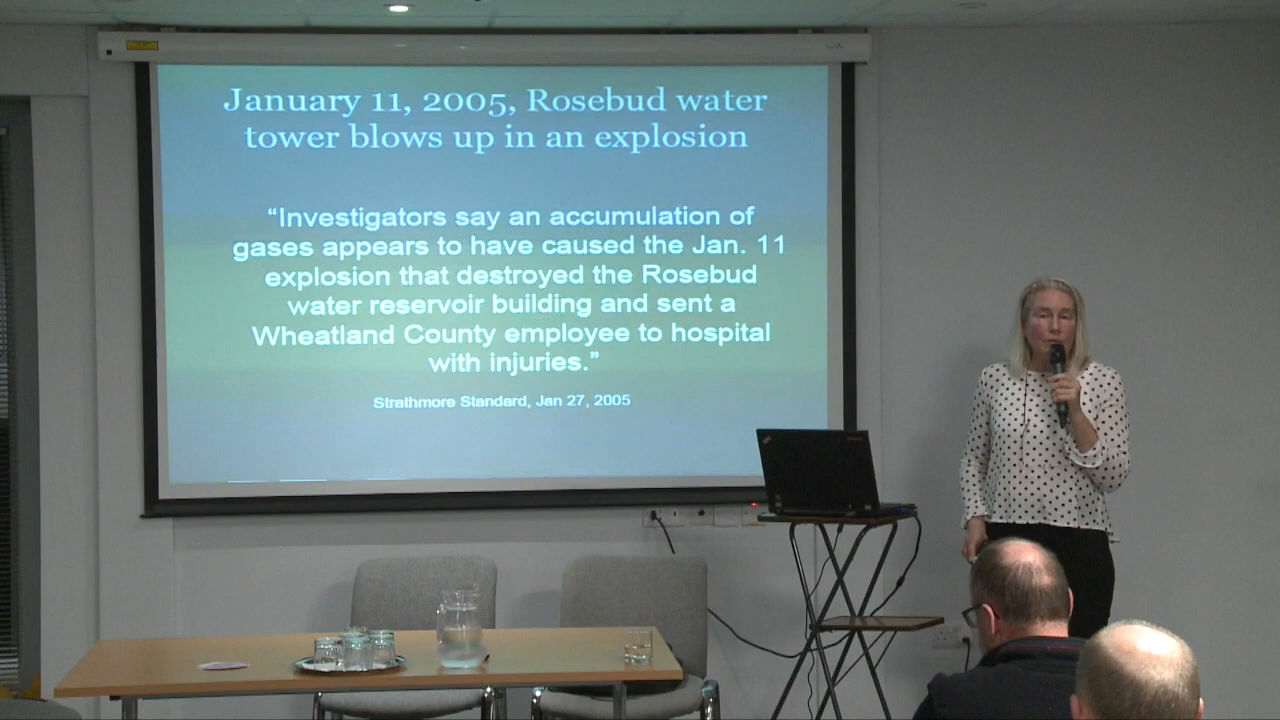 January 11, 2005, Rosebud water
tower blows up in an explosion
“Investigators say an accumulation of
gases appears to have caused the Jan. 11
explosion that destroyed the Rosebud
water reservoir building and sent a
Wheatland County employee to hospital
with injuries.”
Strathmore Standard, Jan 27, 2005